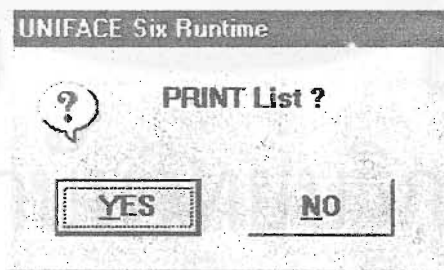 UNIFACE Six Runtime
?
PRINT List ?
YES
NO